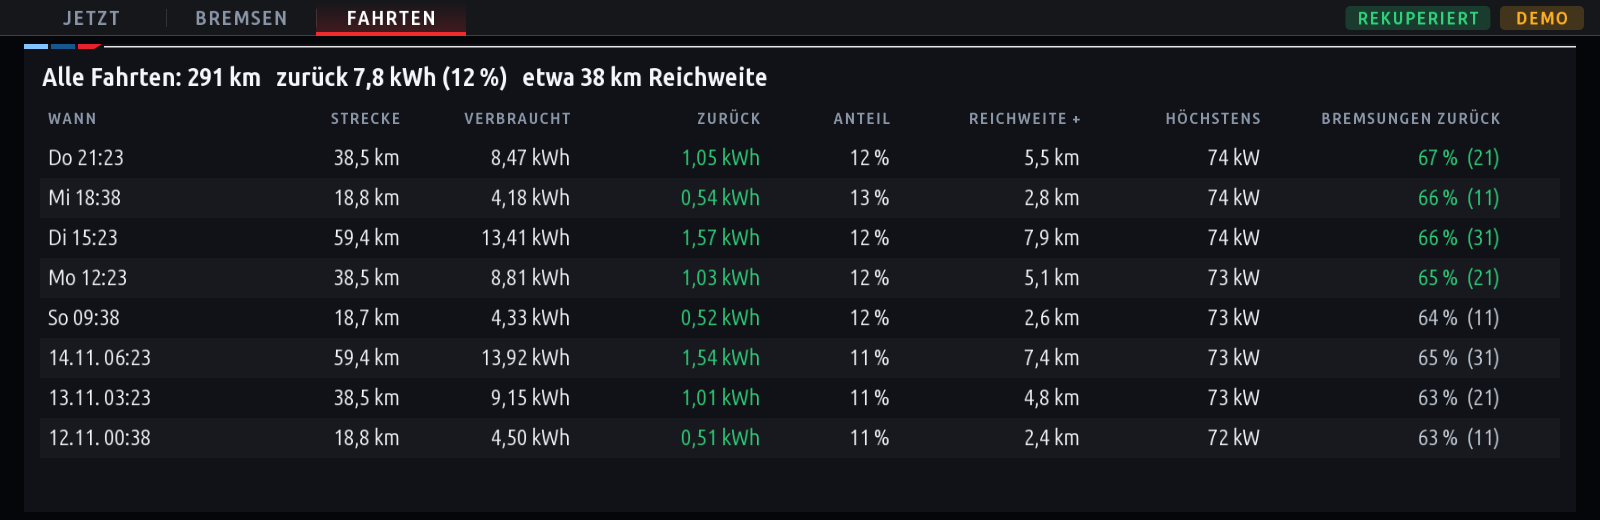 JETZT BREMSEN FAHRTEN REKUPERIERT DEMO
Alle Fahrten: 291 km zurück 7,8 kWh (12 %) etwa 38 km Reichweite
WANN STRECKE VERBRAUCHT ZURÜCK ANTEIL REICHWEITE + HÖCHSTENS BREMSUNGEN ZURÜCK
Do 21:23 38,5 km 8,47 kWh 1,05 kWh 12 % 5,5 km 74 kW 67 % (21)
Mi 18:38 18,8 km 4,18 kWh 0,54 kWh 13 % 2,8 km 74 kW 66 % (11)
Di 15:23 59,4 km 13,41 kWh 1,57 kWh 12 % 7,9 km 74 kW 66 % (31)
Mo 12:23 38,5 km 8,81 kWh 1,03 kWh 12 % 5,1 km 73 kW 65 % (21)
So 09:38 18,7 km 4,33 kWh 0,52 kWh 12 % 2,6 km 73 kW 64 % (11)
14.11. 06:23 59,4 km 13,92 kWh 1,54 kWh 11 % 7,4 km 73 kW 65 % (31)
13.11. 03:23 38,5 km 9,15 kWh 1,01 kWh 11 % 4,8 km 73 kW 63 % (21)
12.11. 00:38 18,8 km 4,50 kWh 0,51 kWh 11 % 2,4 km 72 kW 63 % (11)